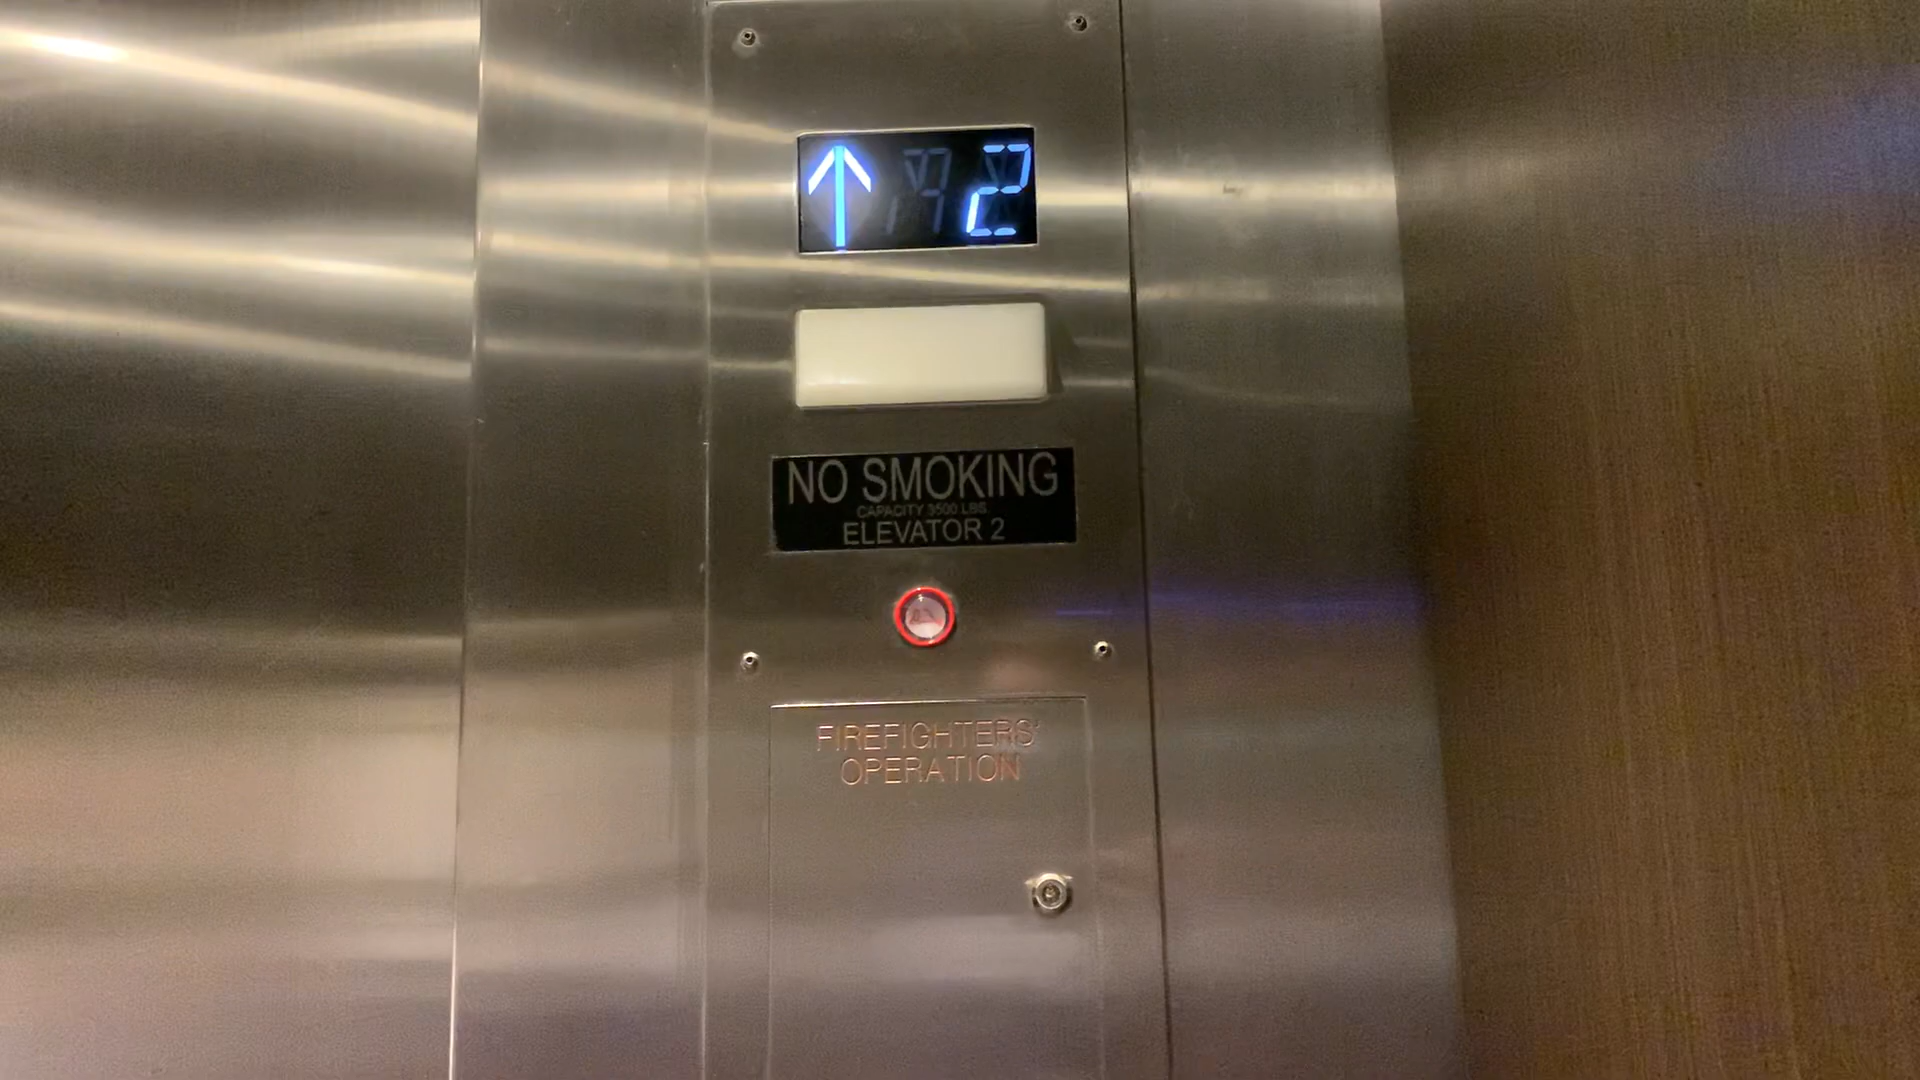 2
NO SMOKING
CAPACITY 3500 LBS.
ELEVATOR 2
FIREFIGHTERS'
OPERATION